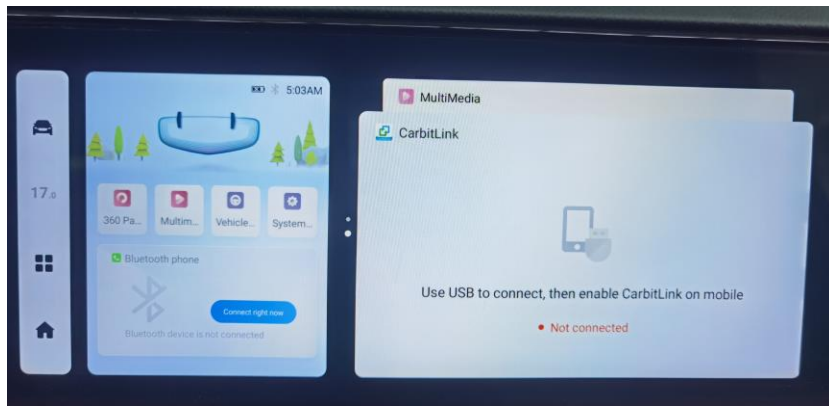 5:03AM
17.0
360 Pa...
Multim...
Vehicle...
System...
Bluetooth phone
Connect right now
Bluetooth device is not connected
MultiMedia
CarbitLink
Use USB to connect, then enable CarbitLink on mobile
Not connected